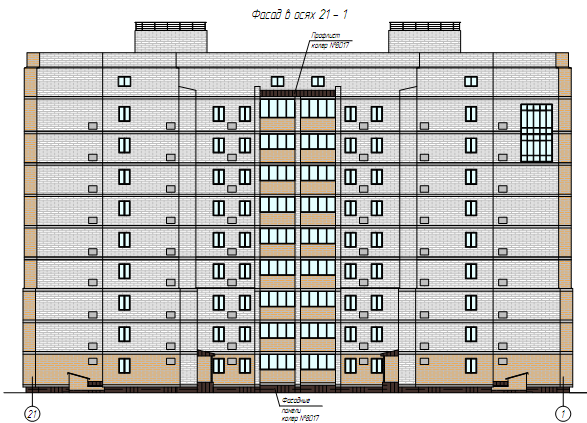 Фасад в осях 21 - 1
Профлист
колер №8017
Фасадные
панели
колер №8017
21
1